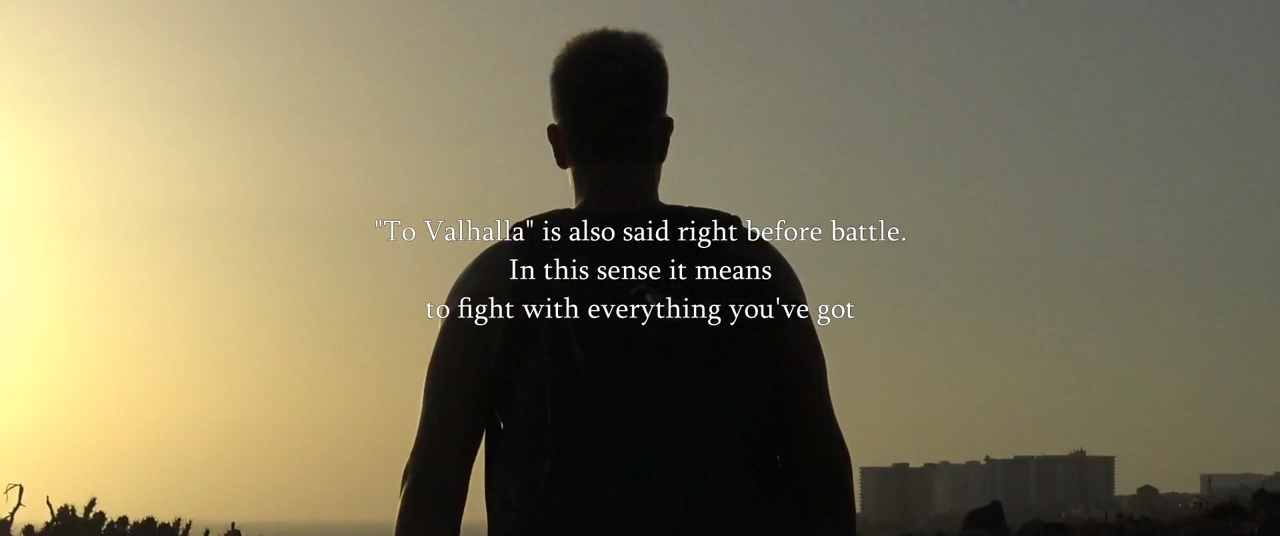 "To Valhalla" is also said right before battle.
In this sense it means
to fight with everything you've got